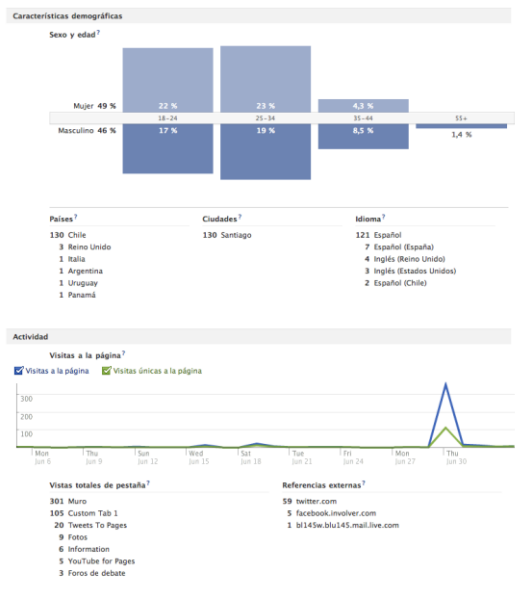 Características demográficas
Sexo y edad?
Mujer 49 % 22 % 23 % 4,3 %
18-24 25-34 35-44 55+
Masculino 46 % 17 % 19 % 8,5 % 1,4 %
Países? Ciudades? Idioma?
130 Chile 130 Santiago 121 Español
3 Reino Unido 7 Español (España)
1 Italia 4 Inglés (Reino Unido)
1 Argentina 3 Inglés (Estados Unidos)
1 Uruguay 2 Español (Chile)
1 Panamá
Actividad
Visitas a la página?
Visitas a la página Visitas únicas a la página
300
200
100
Mon Thu Sun Wed Sat Tue Fri Mon Thu
Jun 6 Jun 9 Jun 12 Jun 15 Jun 18 Jun 21 Jun 24 Jun 27 Jun 30
Vistas totales de pestaña? Referencias externas?
301 Muro 59 twitter.com
105 Custom Tab 1 5 facebook.involver.com
20 Tweets To Pages 1 bl145w.blu145.mail.live.com
9 Fotos
6 Information
5 YouTube for Pages
3 Foros de debate